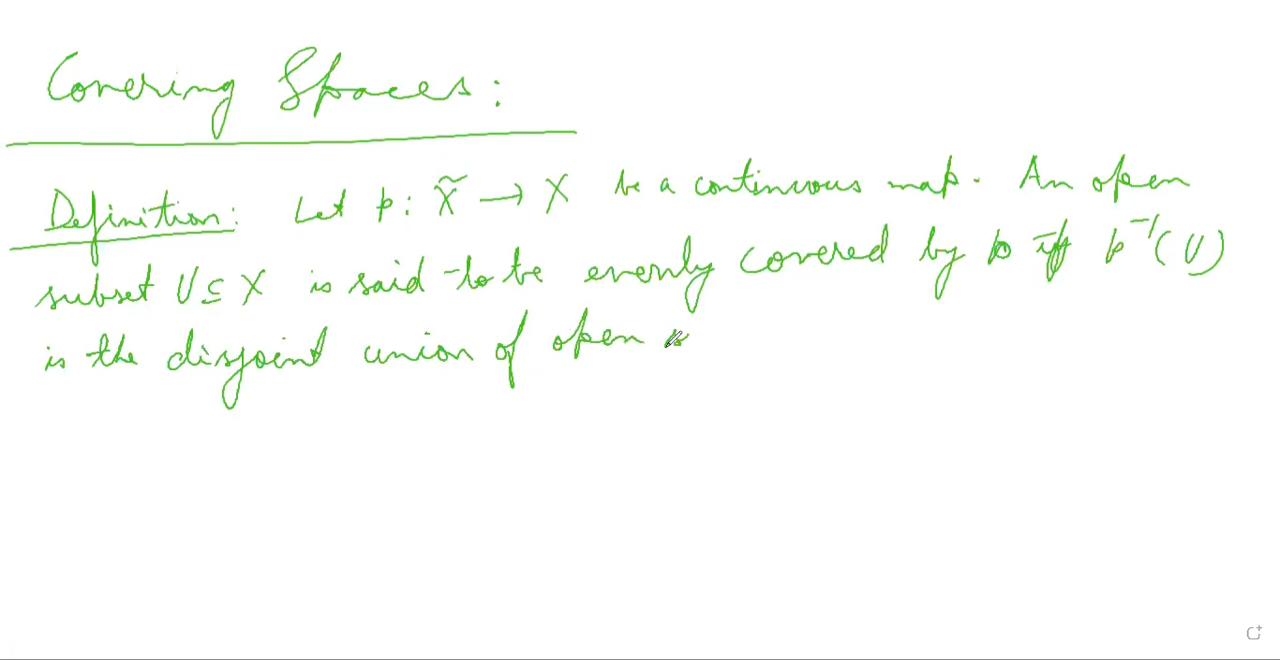 Covering Spaces:
Definition: Let p: X̃ → X be a continuous map. An open
subset U ⊆ X is said to be evenly covered by p if p⁻¹(U)
is the disjoint union of open s